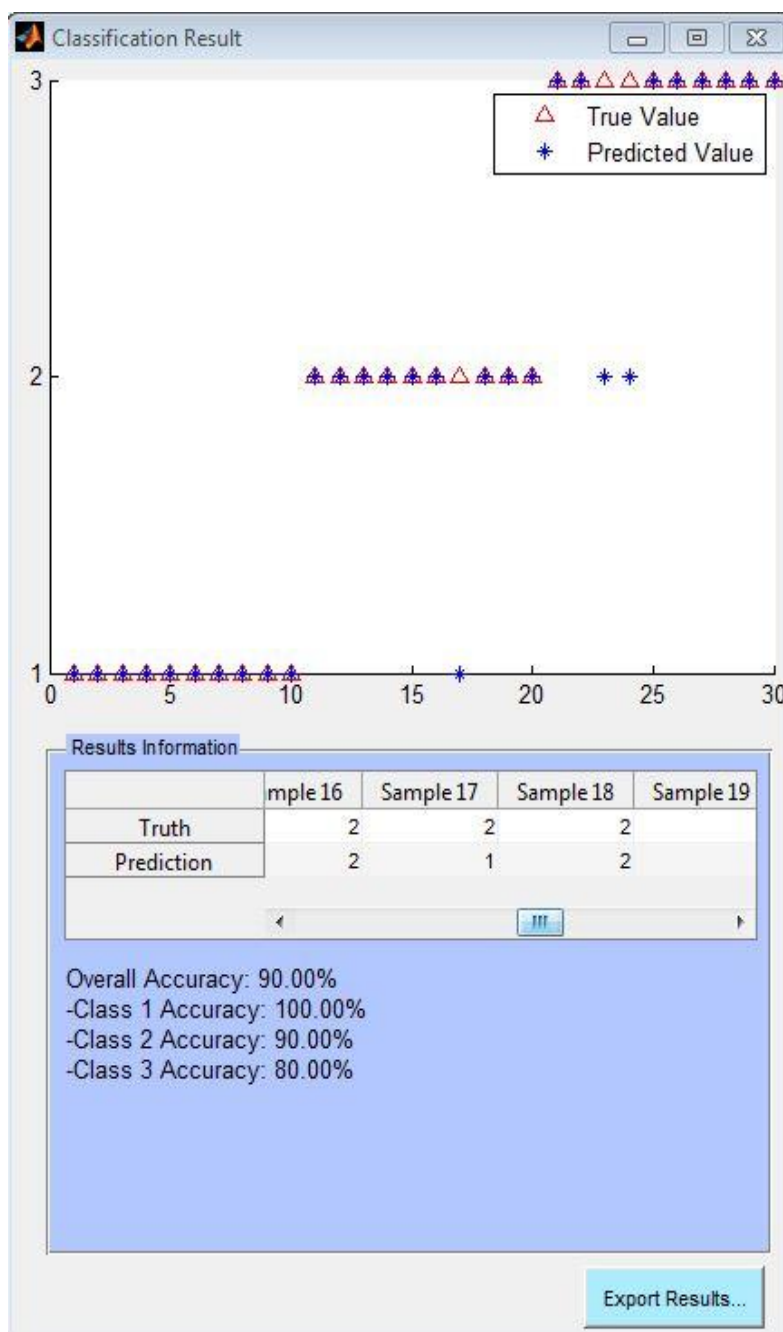 Classification Result
3
True Value
Predicted Value
2
1
0 5 10 15 20 25 30
Results Information
mple 16 Sample 17 Sample 18 Sample 19
Truth 2 2 2
Prediction 2 1 2
Overall Accuracy: 90.00%
-Class 1 Accuracy: 100.00%
-Class 2 Accuracy: 90.00%
-Class 3 Accuracy: 80.00%
Export Results...